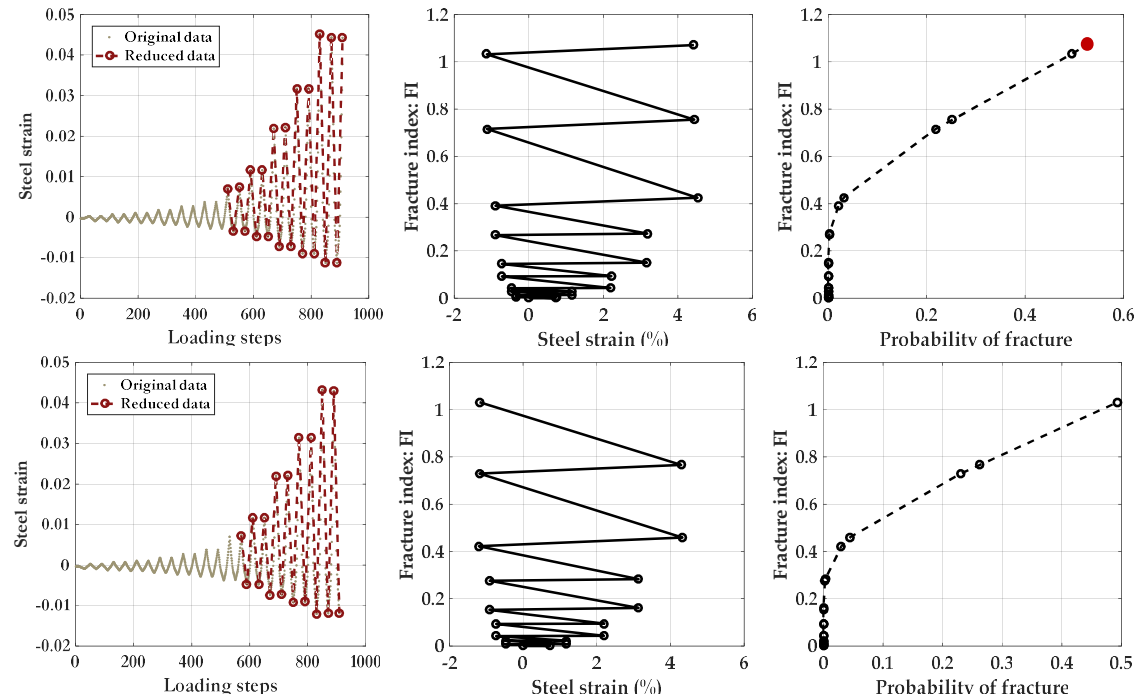 0.05
0.04
0.03
0.02
0.01
0
-0.01
-0.02
Steel strain
Original data
Reduced data
0 200 400 600 800 1000
Loading steps
1.2
1
0.8
0.6
0.4
0.2
0
Fracture index: FI
-2 0 2 4 6
Steel strain (%)
1.2
1
0.8
0.6
0.4
0.2
0
Fracture index: FI
0 0.2 0.4 0.6
Probability of fracture
0.05
0.04
0.03
0.02
0.01
0
-0.01
-0.02
Steel strain
Original data
Reduced data
0 200 400 600 800 1000
Loading steps
1.2
1
0.8
0.6
0.4
0.2
0
Fracture index: FI
-2 0 2 4 6
Steel strain (%)
1.2
1
0.8
0.6
0.4
0.2
0
Fracture index: FI
0 0.1 0.2 0.3 0.4 0.5
Probability of fracture